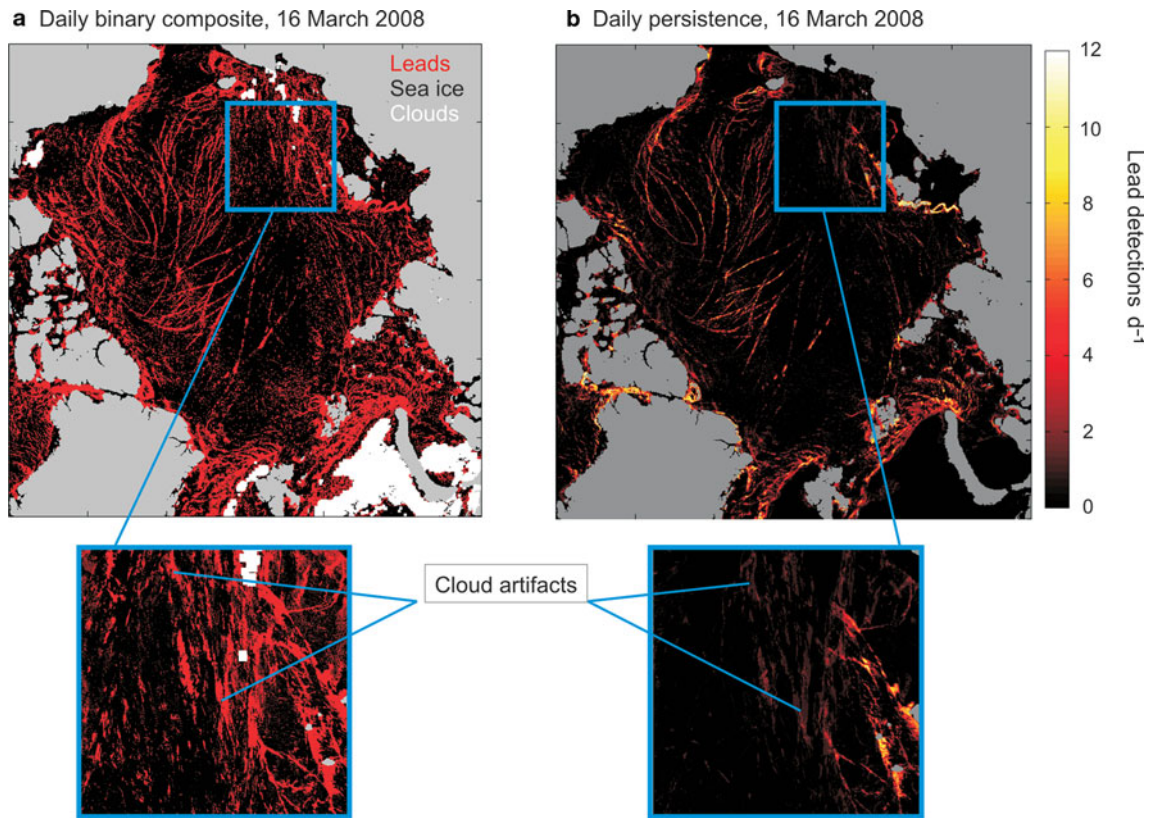 a Daily binary composite, 16 March 2008
b Daily persistence, 16 March 2008
Leads
Sea ice
Clouds
12
10
8
6
4
2
0
Lead detections d⁻¹
Cloud artifacts